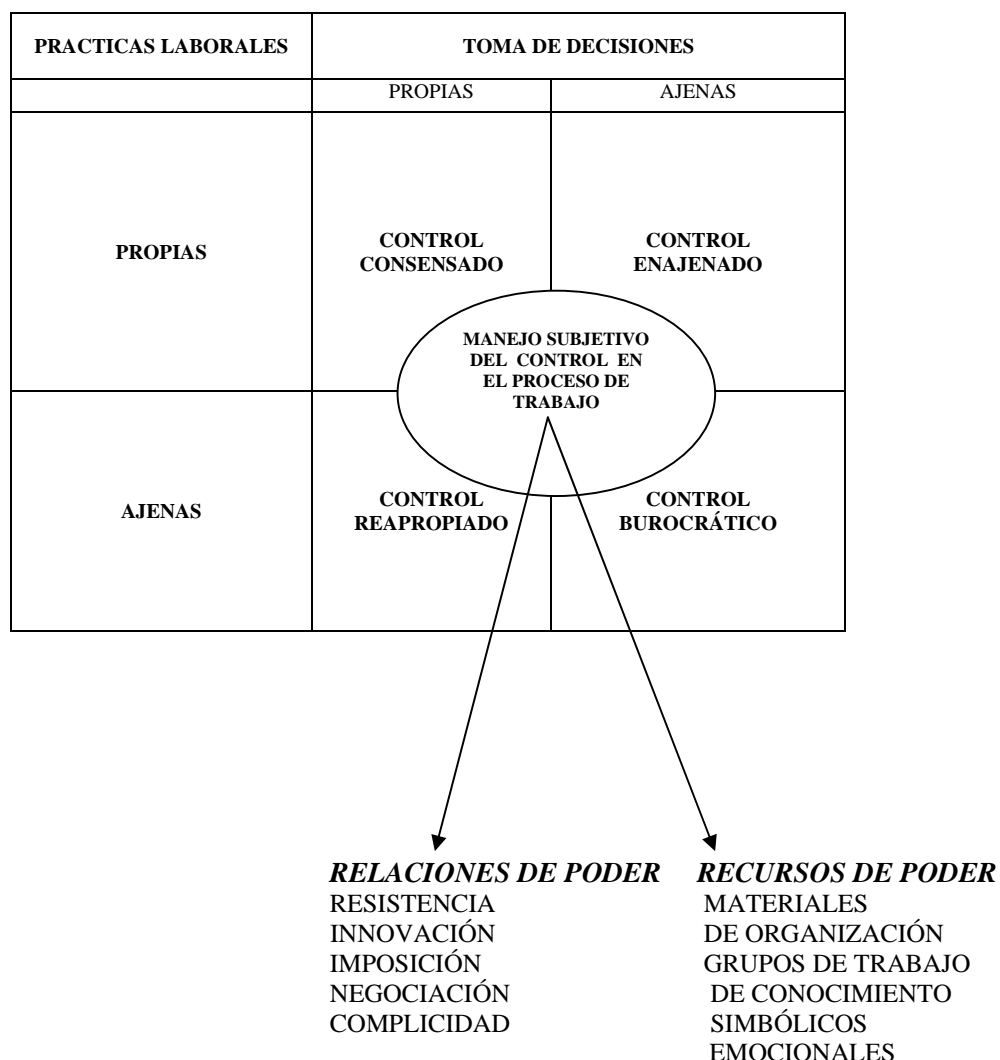 PRACTICAS LABORALES
TOMA DE DECISIONES
PROPIAS
AJENAS
PROPIAS
CONTROL
CONSENSADO
CONTROL
ENAJENADO
MANEJO SUBJETIVO
DEL CONTROL EN
EL PROCESO DE
TRABAJO
AJENAS
CONTROL
REAPROPIADO
CONTROL
BUROCRÁTICO
RELACIONES DE PODER
RESISTENCIA
INNOVACIÓN
IMPOSICIÓN
NEGOCIACIÓN
COMPLICIDAD
RECURSOS DE PODER
MATERIALES
DE ORGANIZACIÓN
GRUPOS DE TRABAJO
DE CONOCIMIENTO
SIMBÓLICOS
EMOCIONALES